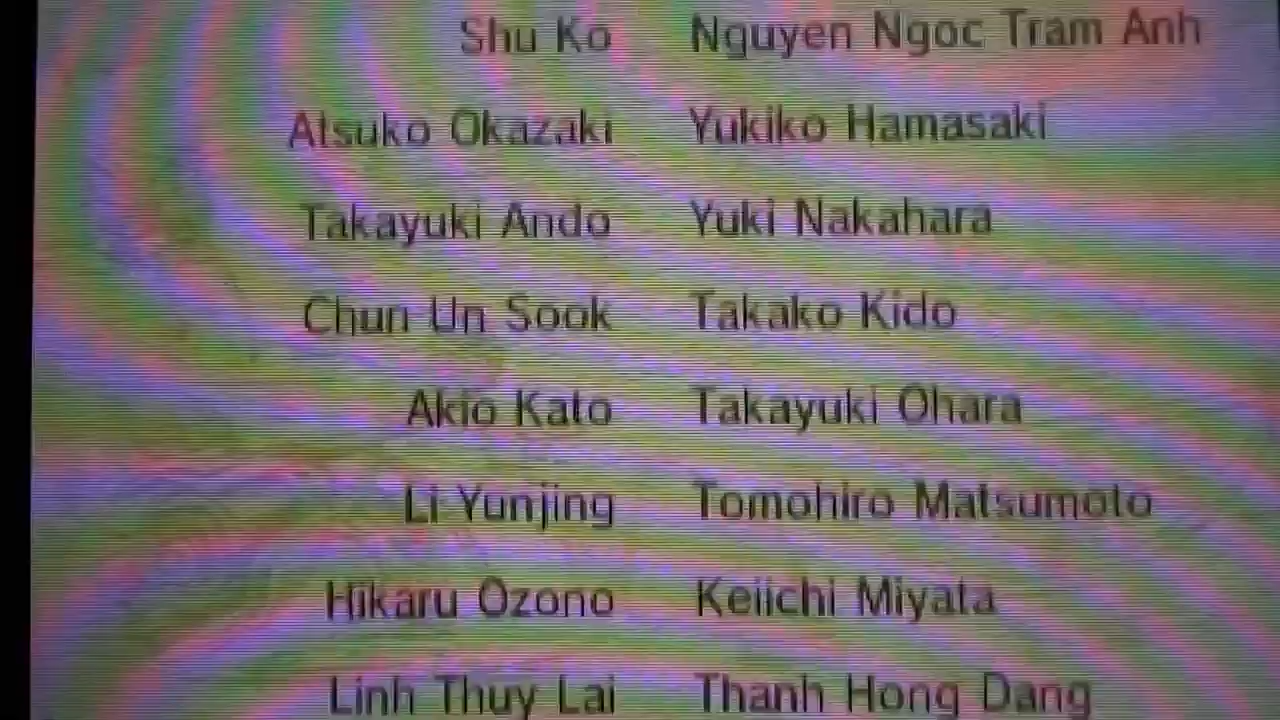 Shu Ko Nguyen Ngoc Tram Anh
Atsuko Okazaki Yukiko Hamasaki
Takayuki Ando Yuki Nakahara
Chun Un Sook Takako Kido
Akio Kato Takayuki Ohara
Li Yunjing Tomohiro Matsumoto
Hikaru Ozono Keiichi Miyata
Linh Thuy Lai Thanh Hong Dang